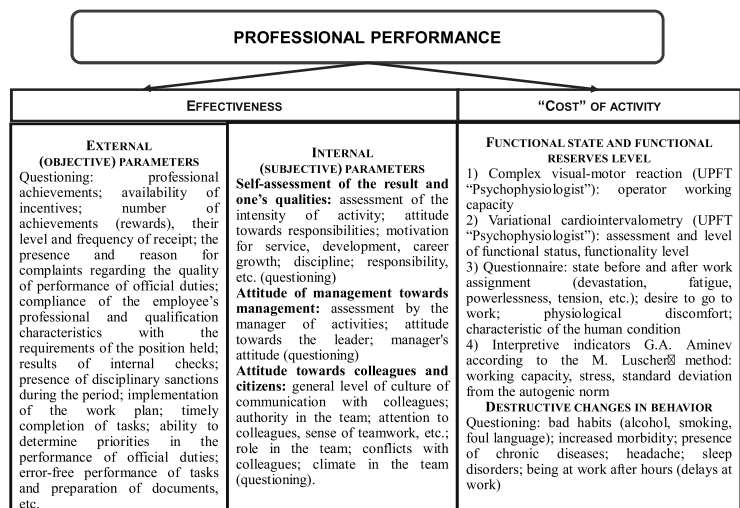 PROFESSIONAL PERFORMANCE
EFFECTIVENESS
"COST" OF ACTIVITY
EXTERNAL
(OBJECTIVE) PARAMETERS
Questioning: professional
achievements; availability of
incentives; number of
achievements (rewards), their
level and frequency of receipt; the
presence and reason for
complaints regarding the quality
of performance of official duties;
compliance of the employee's
professional and qualification
characteristics with the
requirements of the position held;
results of internal checks;
presence of disciplinary sanctions
during the period; implementation
of the work plan; timely
completion of tasks; ability to
determine priorities in the
performance of official duties;
error-free performance of tasks
and preparation of documents,
etc.
INTERNAL
(SUBJECTIVE) PARAMETERS
Self-assessment of the result and
one's qualities: assessment of the
intensity of activity; attitude
towards responsibilities; motivation
for service, development, career
growth; discipline; responsibility,
etc. (questioning)
Attitude of management towards
management: assessment by the
manager of activities; attitude
towards the leader; manager's
attitude (questioning)
Attitude towards colleagues and
citizens: general level of culture of
communication with colleagues;
authority in the team; attention to
colleagues, sense of teamwork, etc.;
role in the team; conflicts with
colleagues; climate in the team
(questioning).
FUNCTIONAL STATE AND FUNCTIONAL
RESERVES LEVEL
1) Complex visual-motor reaction (UPFT
"Psychophysiologist"): operator working
capacity
2) Variational cardiointervalometry (UPFT
"Psychophysiologist"): assessment and level
of functional status, functionality level
3) Questionnaire: state before and after work
assignment (devastation, fatigue,
powerlessness, tension, etc.); desire to go to
work; physiological discomfort;
characteristic of the human condition
4) Interpretive indicators G.A. Aminev
according to the M. Luscher method:
working capacity, stress, standard deviation
from the autogenic norm
DESTRUCTIVE CHANGES IN BEHAVIOR
Questioning: bad habits (alcohol, smoking,
foul language); increased morbidity; presence
of chronic diseases; headache; sleep
disorders; being at work after hours (delays at
work)